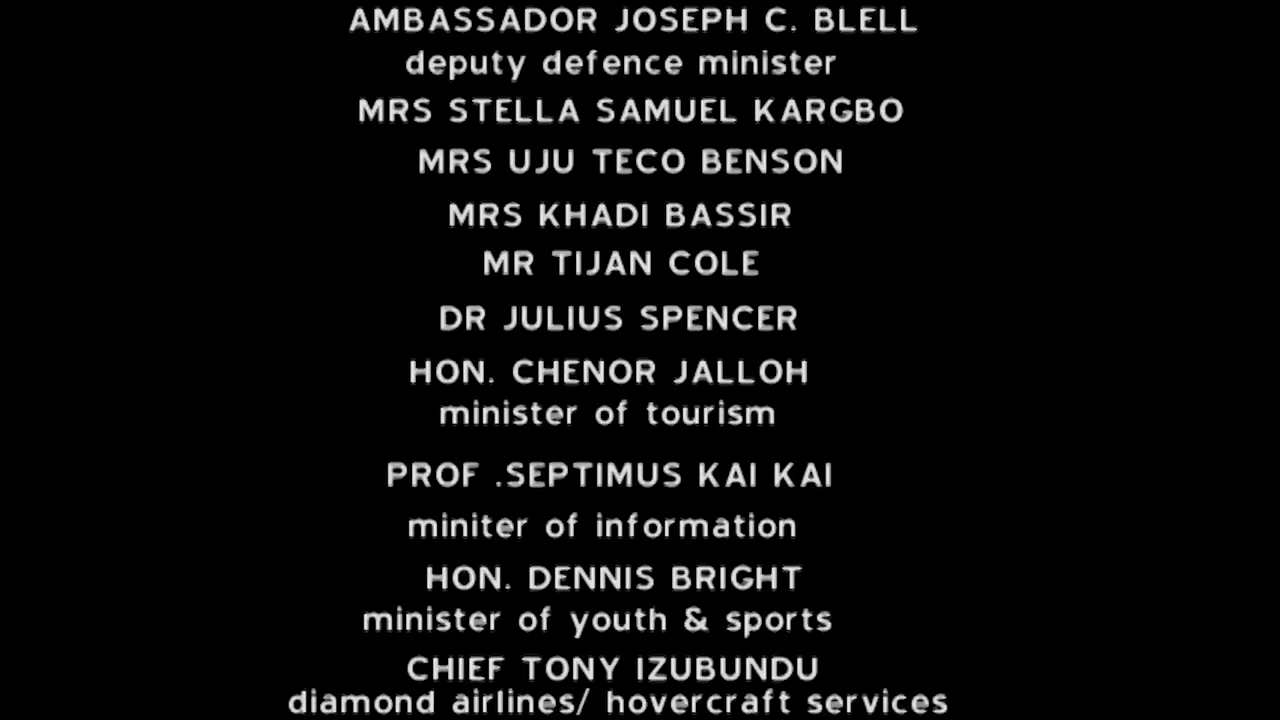 AMBASSADOR JOSEPH C. BLELL
deputy defence minister
MRS STELLA SAMUEL KARGBO
MRS UJU TECO BENSON
MRS KHADI BASSIR
MR TIJAN COLE
DR JULIUS SPENCER
HON. CHENOR JALLOH
minister of tourism
PROF .SEPTIMUS KAI KAI
miniter of information
HON. DENNIS BRIGHT
minister of youth & sports
CHIEF TONY IZUBUNDU
diamond airlines/ hovercraft services